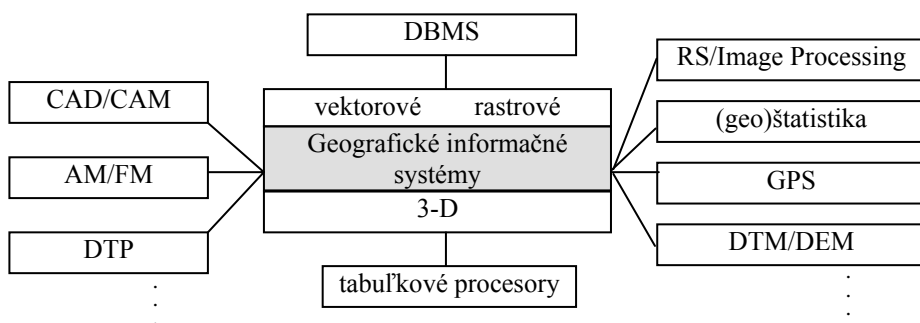 DBMS
RS/Image Processing
CAD/CAM
vektorové rastrové
(geo)štatistika
Geografické informačné
systémy
AM/FM
GPS
3-D
DTP
DTM/DEM
tabuľkové procesory